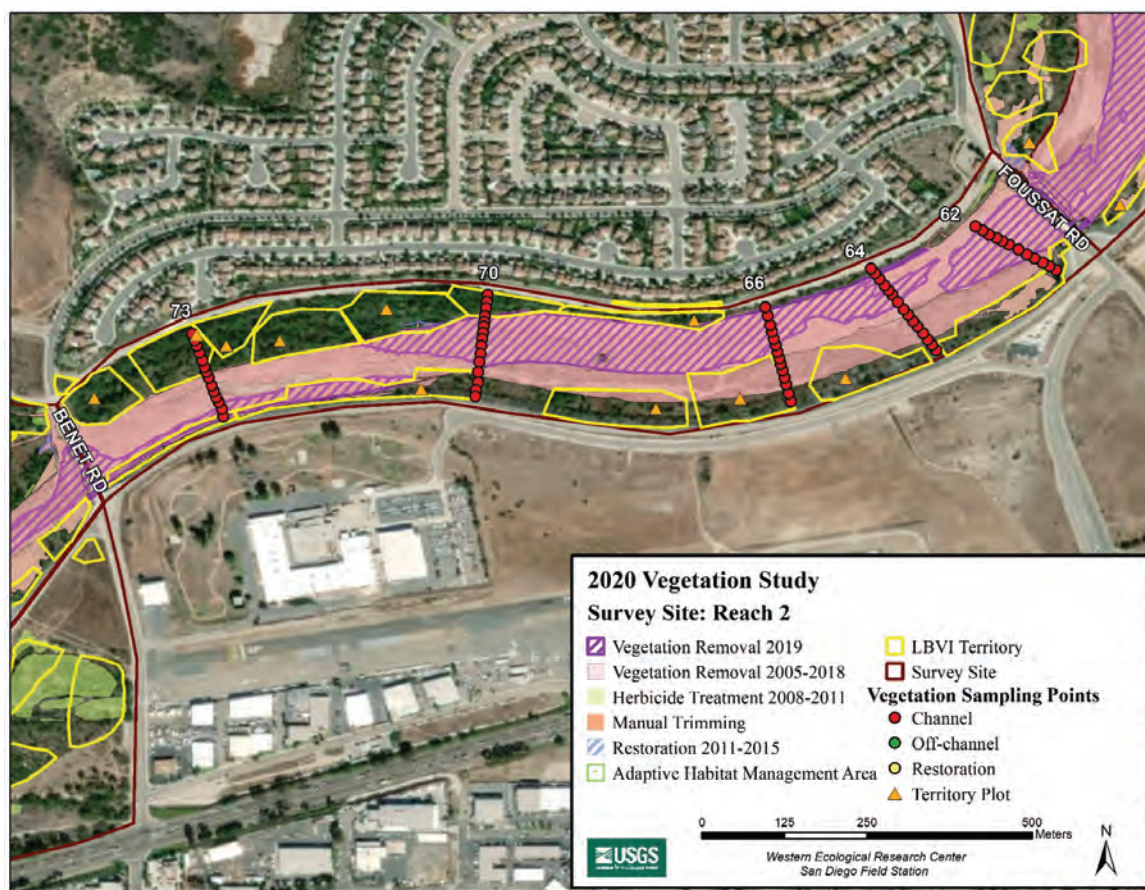 FOUSSAT RD
62
64
66
70
73
BENET RD
2020 Vegetation Study
Survey Site: Reach 2
Vegetation Removal 2019
Vegetation Removal 2005-2018
Herbicide Treatment 2008-2011
Manual Trimming
Restoration 2011-2015
Adaptive Habitat Management Area
LBVI Territory
Survey Site
Vegetation Sampling Points
Channel
Off-channel
Restoration
Territory Plot
0 125 250 500
Meters
N
USGS
Western Ecological Research Center
San Diego Field Station